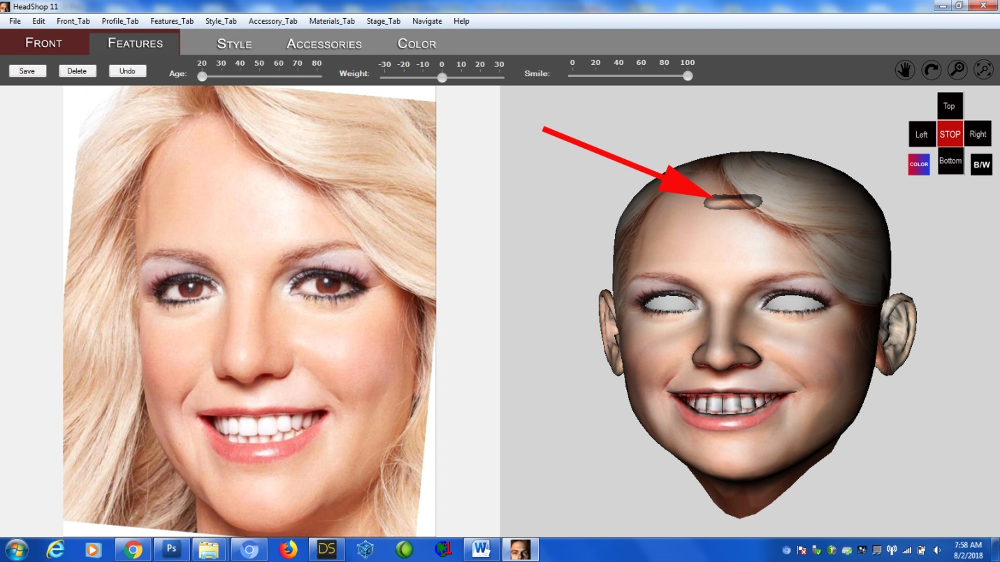 HeadShop 11
File Edit Front_Tab Profile_Tab Features_Tab Style_Tab Accessory_Tab Materials_Tab Stage_Tab Navigate Help
FRONT FEATURES STYLE ACCESSORIES COLOR
Save Delete Undo
Age: 20 30 40 50 60 70 80
Weight: -30 -20 -10 0 10 20 30
Smile: 0 20 40 60 80 100
Top
Left STOP Right
COLOR Bottom B/W
Ps DS W
7:58 AM
8/2/2018